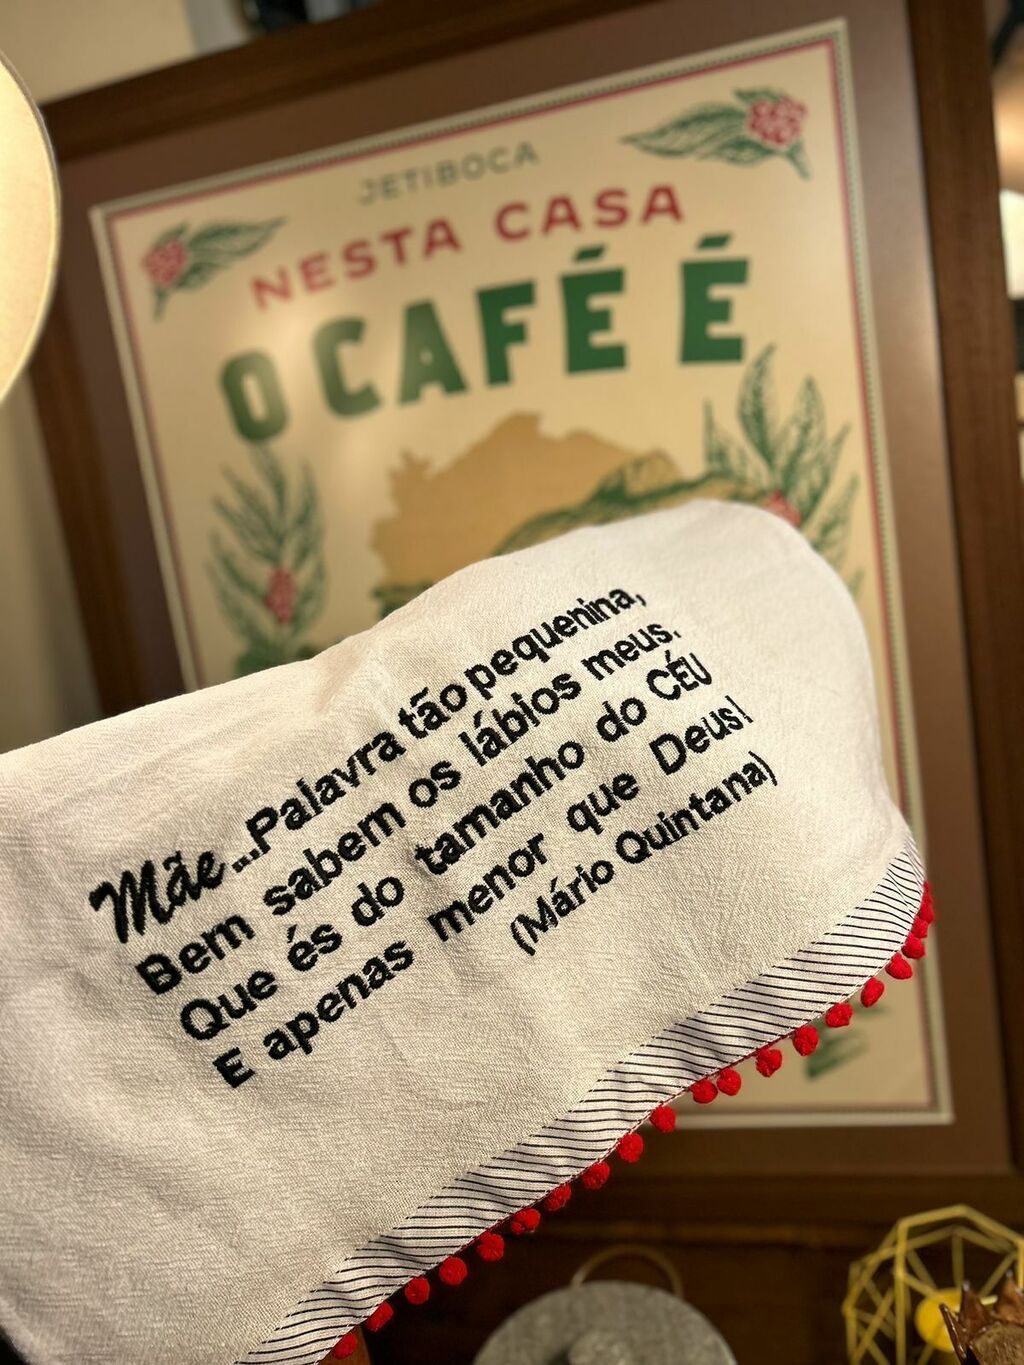 JETIBOCA
NESTA CASA
O CAFÉ É
Mãe...Palavra tão pequenina,
Bem sabem os lábios meus.
Que és do tamanho do CÉU
E apenas menor que Deus!
(Mário Quintana)